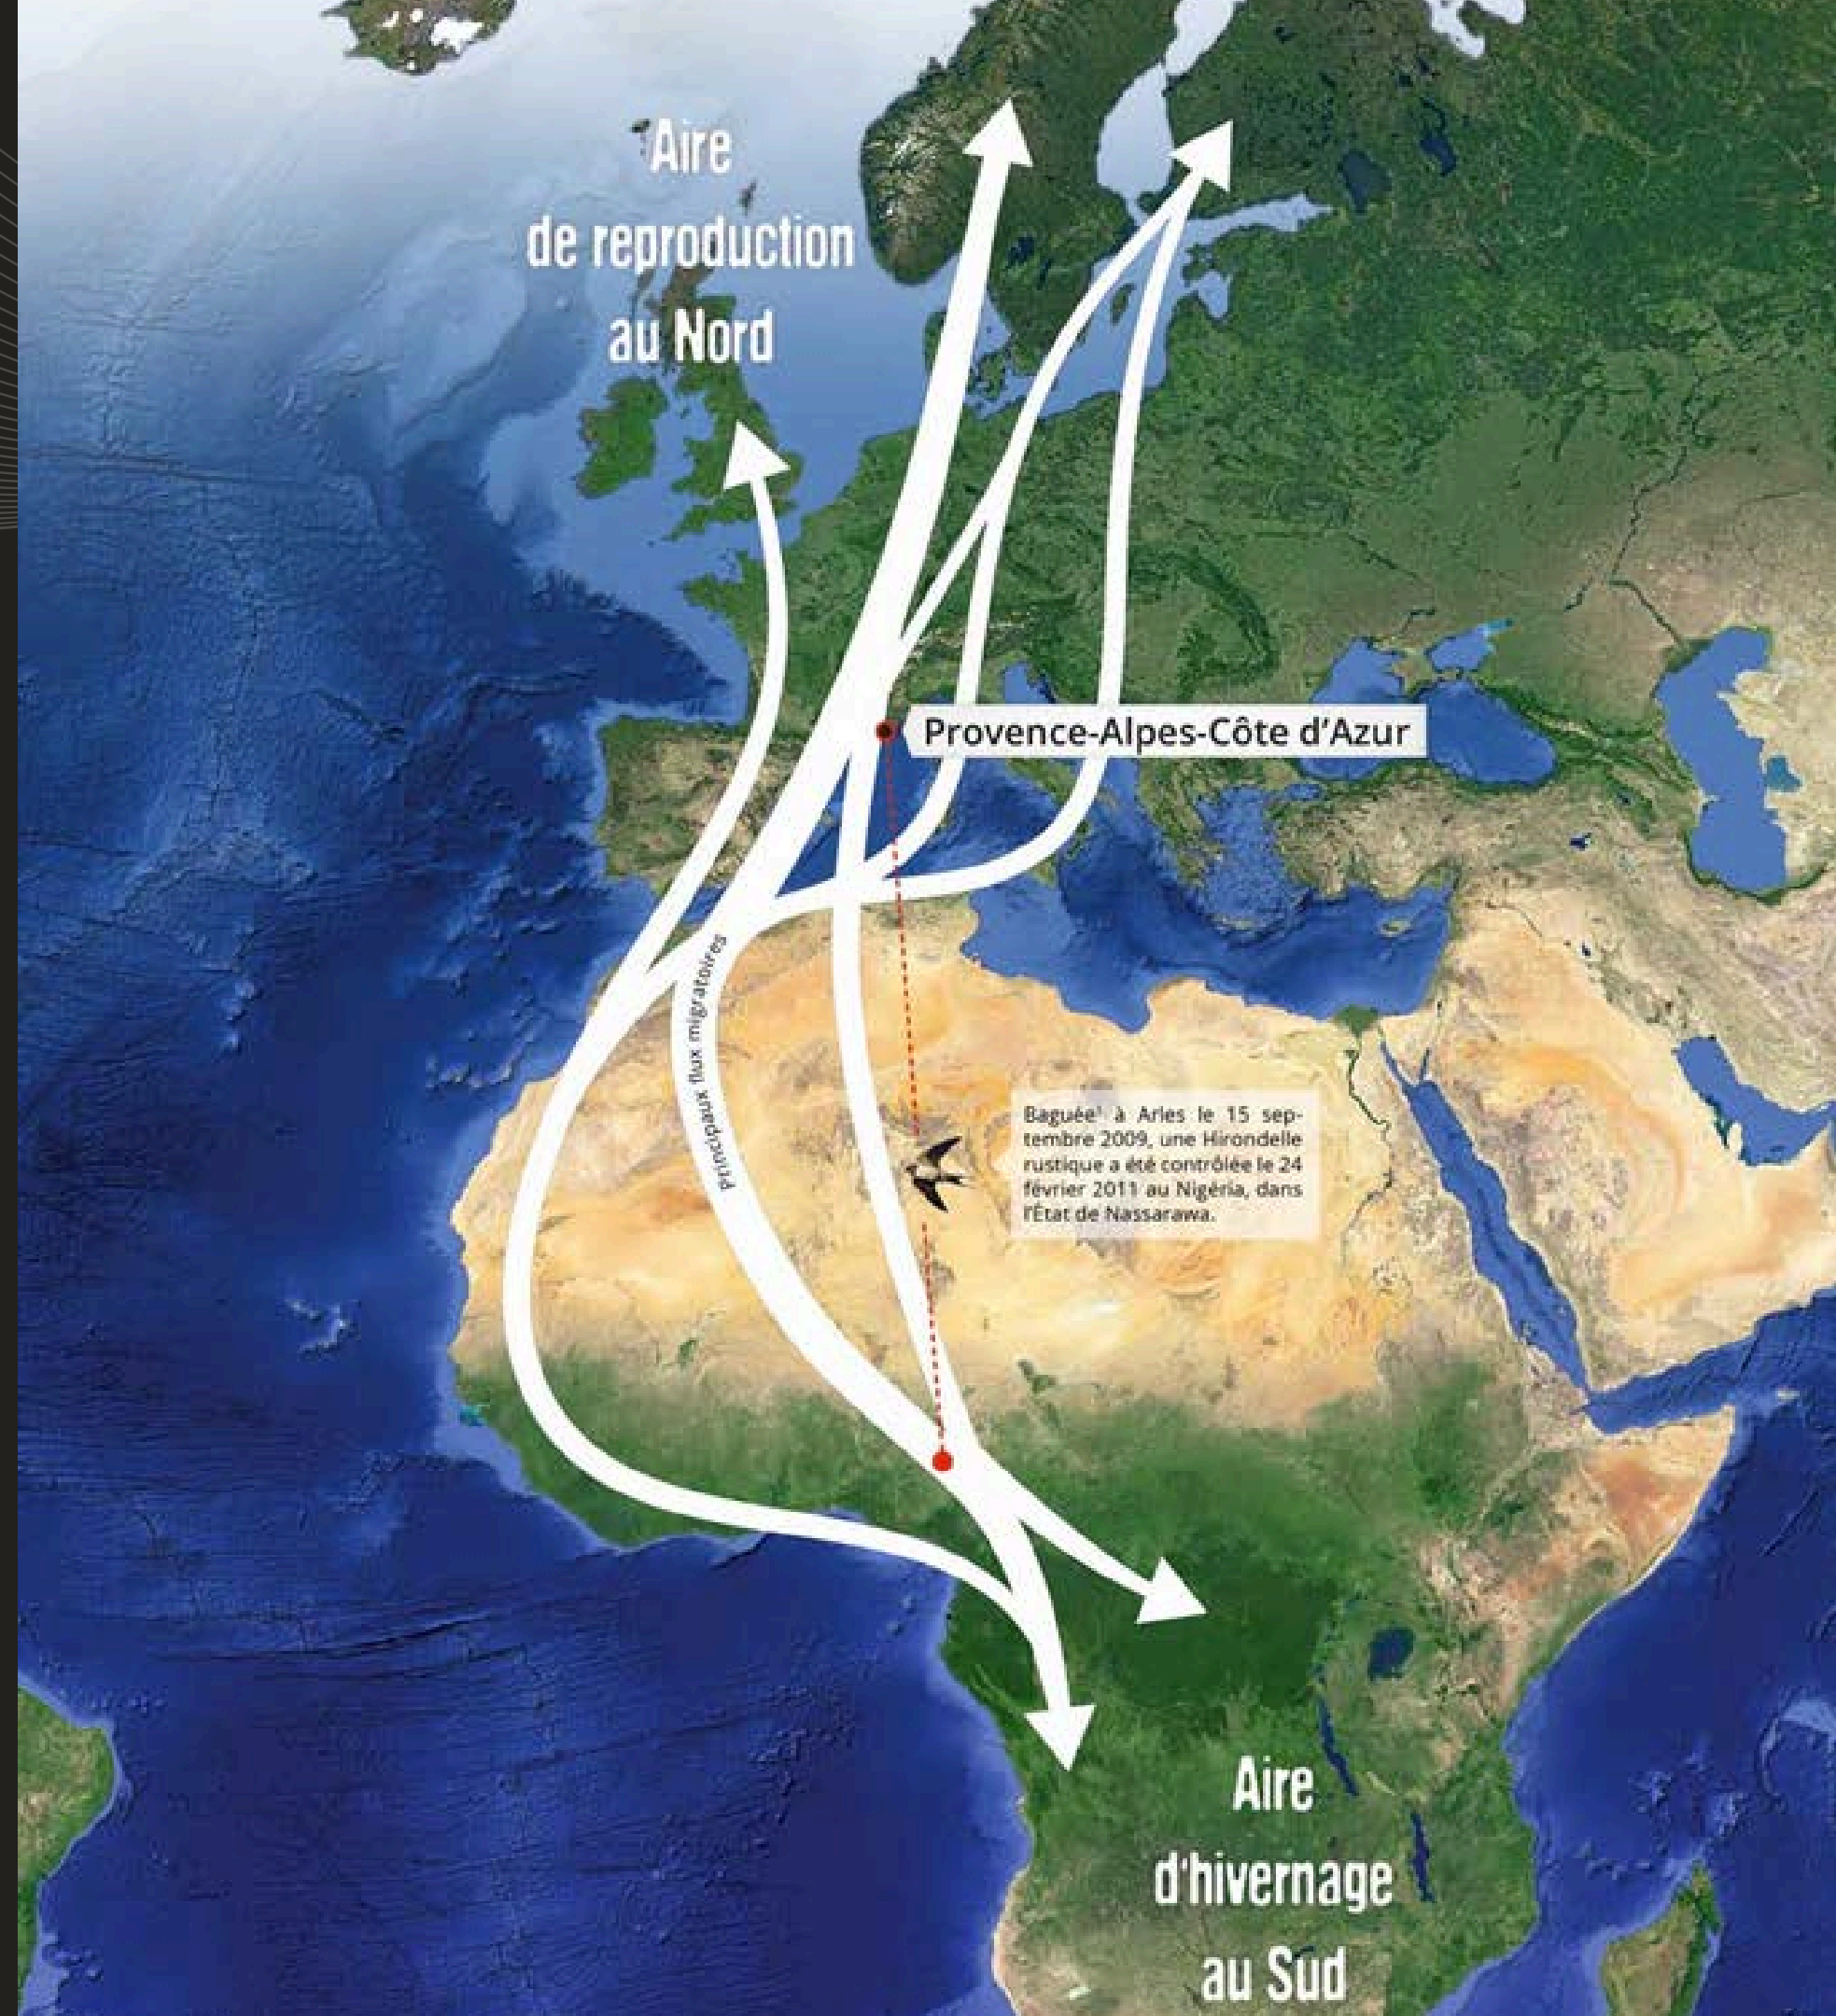 Aire
de reproduction
au Nord
Provence-Alpes-Côte d’Azur
Principaux flux migratoires
Baguée¹ à Arles le 15 sep-
tembre 2009, une Hirondelle
rustique a été contrôlée le 24
février 2011 au Nigéria, dans
l’État de Nassarawa.
Aire
d’hivernage
au Sud